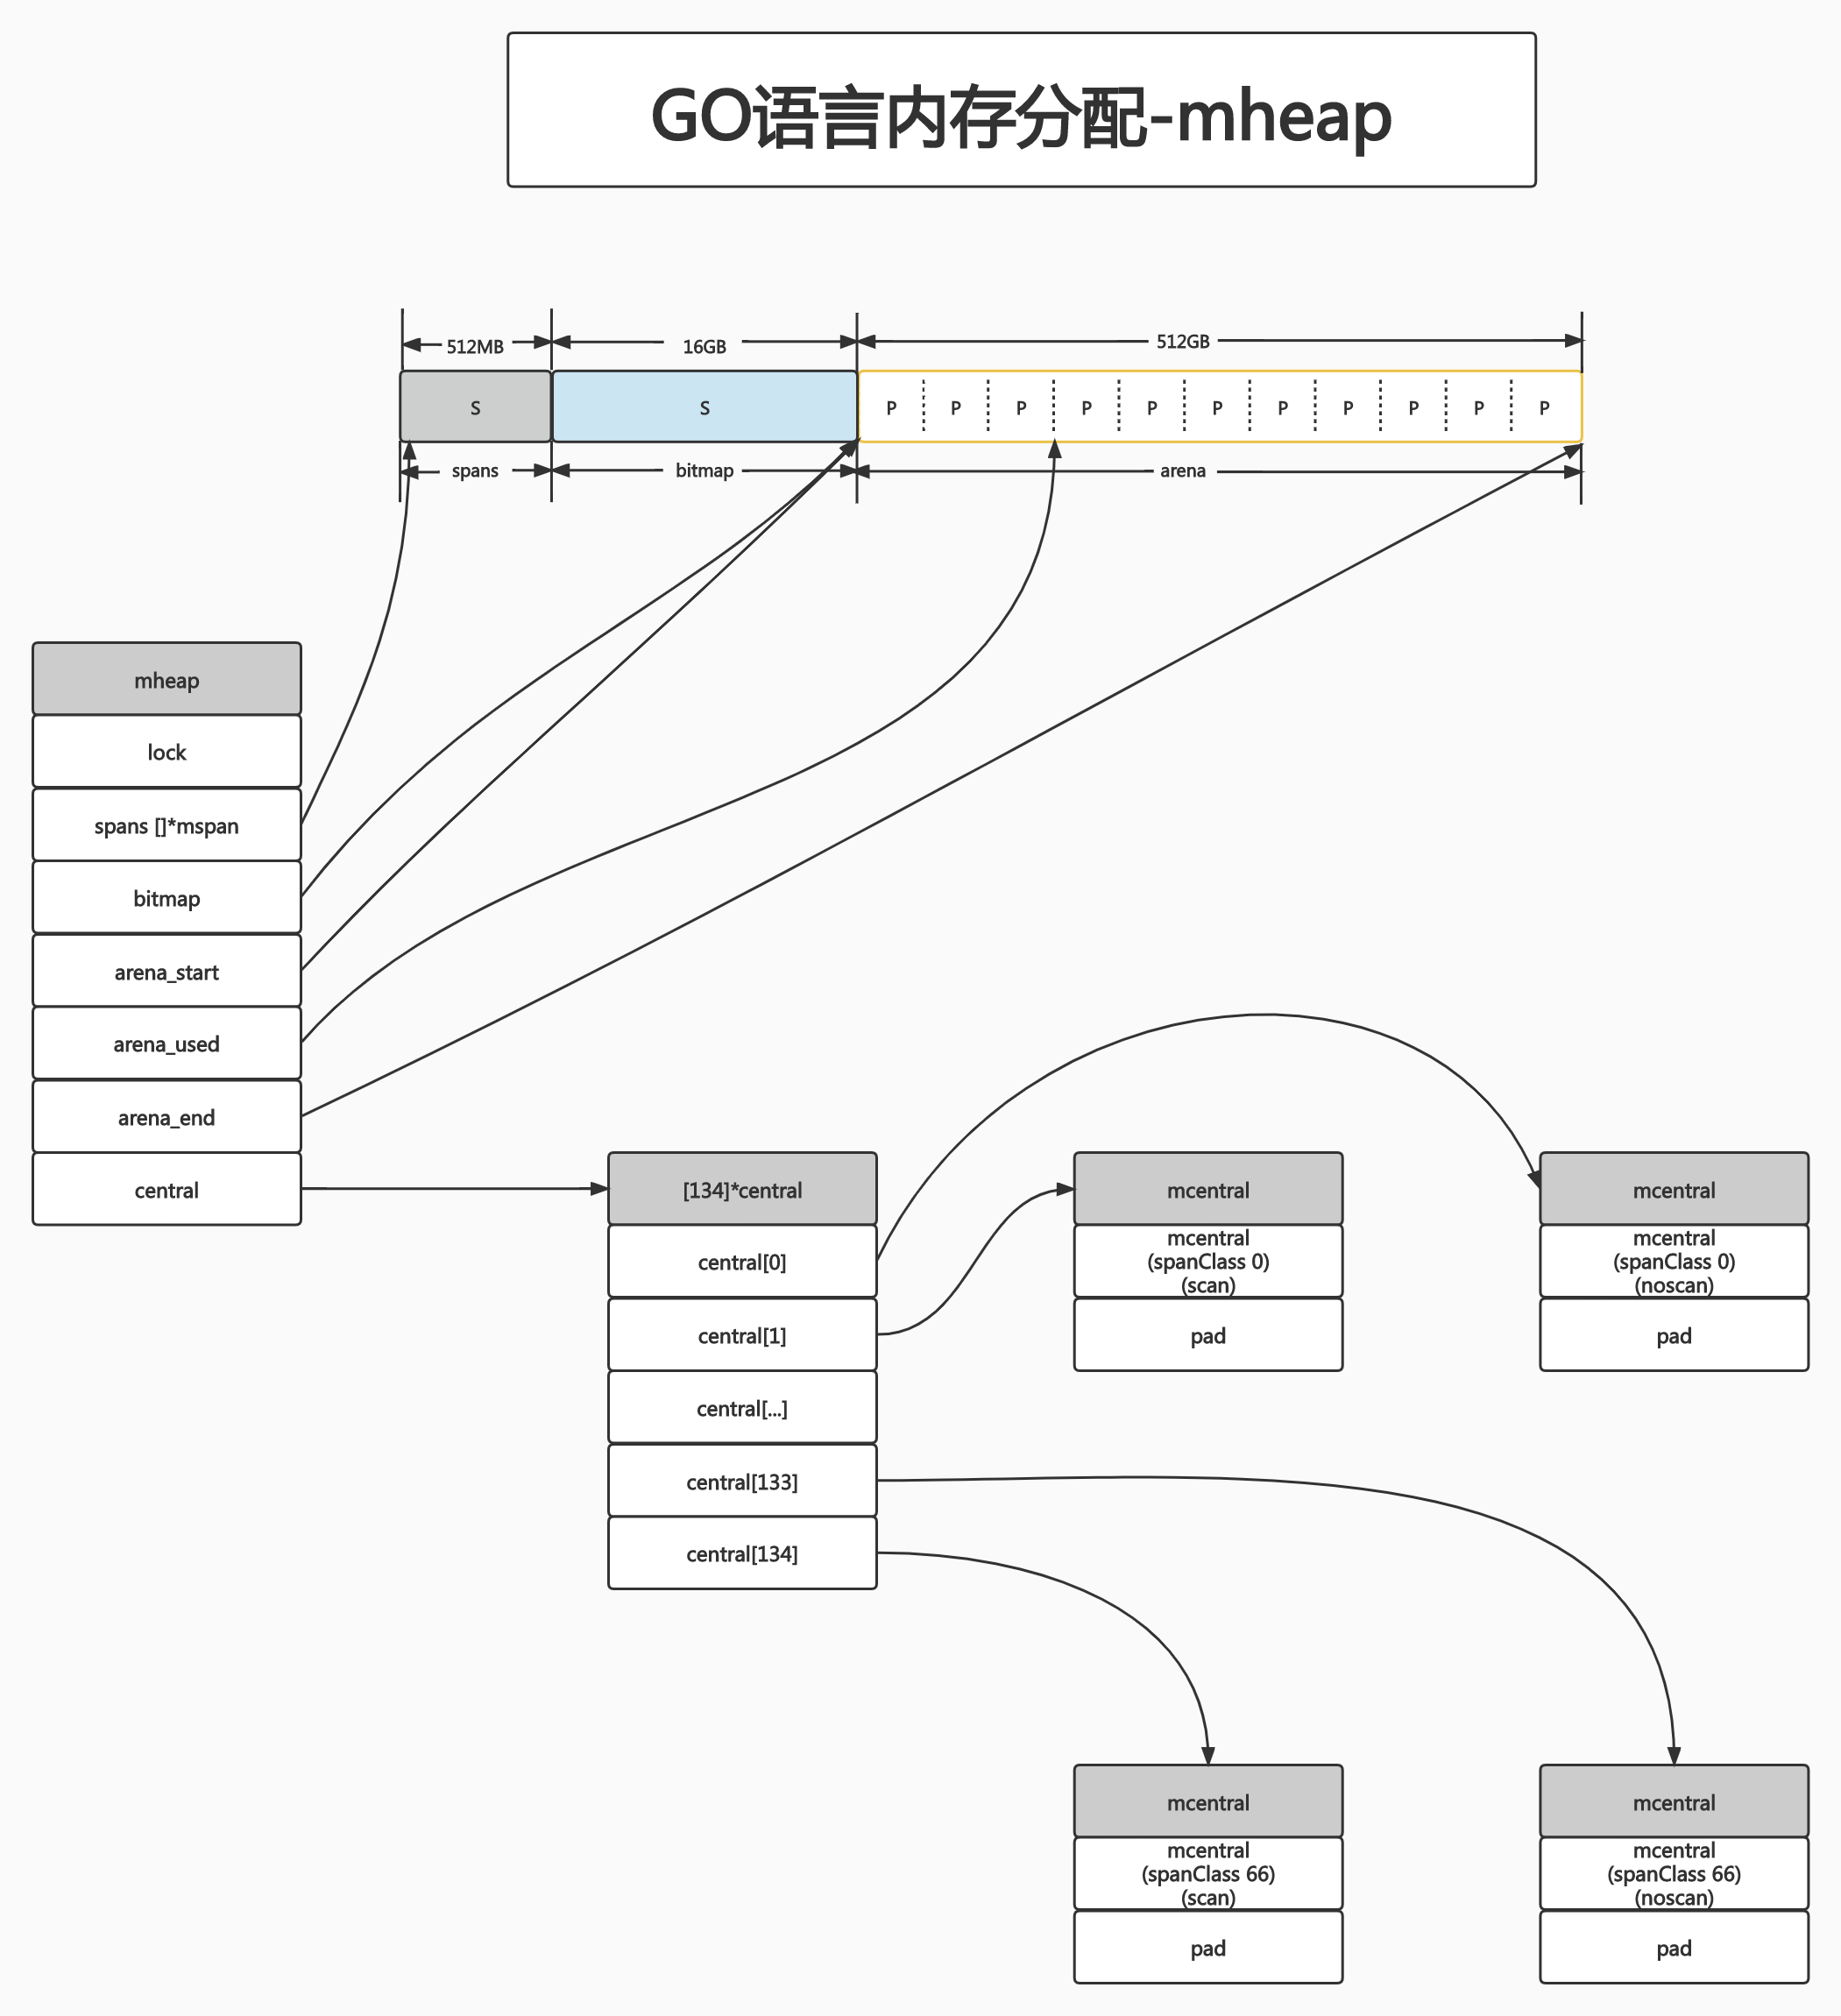 GO语言内存分配-mheap
512MB
16GB
512GB
S
S
P
P
P
P
P
P
P
P
P
P
P
spans
bitmap
arena
mheap
lock
spans []*mspan
bitmap
arena_start
arena_used
arena_end
central
[134]*central
central[0]
central[1]
central[...]
central[133]
central[134]
mcentral
mcentral
(spanClass 0)
(scan)
pad
mcentral
mcentral
(spanClass 0)
(noscan)
pad
mcentral
mcentral
(spanClass 66)
(scan)
pad
mcentral
mcentral
(spanClass 66)
(noscan)
pad